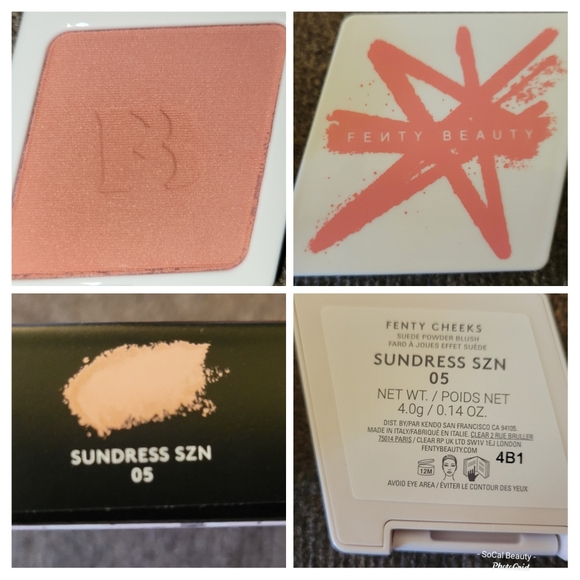 FB
FEИTY BEAUTY
SUNDRESS SZN
05
FENTY CHEEKS
SUEDE POWDER BLUSH
FARD À JOUES EFFET SUÈDE
SUNDRESS SZN
05
NET WT. / POIDS NET
4.0g / 0.14 OZ.
DIST. BY/PAR KENDO SAN FRANCISCO CA 94105.
MADE IN ITALY/FABRIQUÉ EN ITALIE. CLEAR 2 RUE BRULLER
75014 PARIS / CLEAR RP UK LTD SW1V 1EJ LONDON
FENTYBEAUTY.COM
12M
4B1
AVOID EYE AREA / ÉVITER LE CONTOUR DES YEUX
- SoCal Beauty -
PhotoGrid